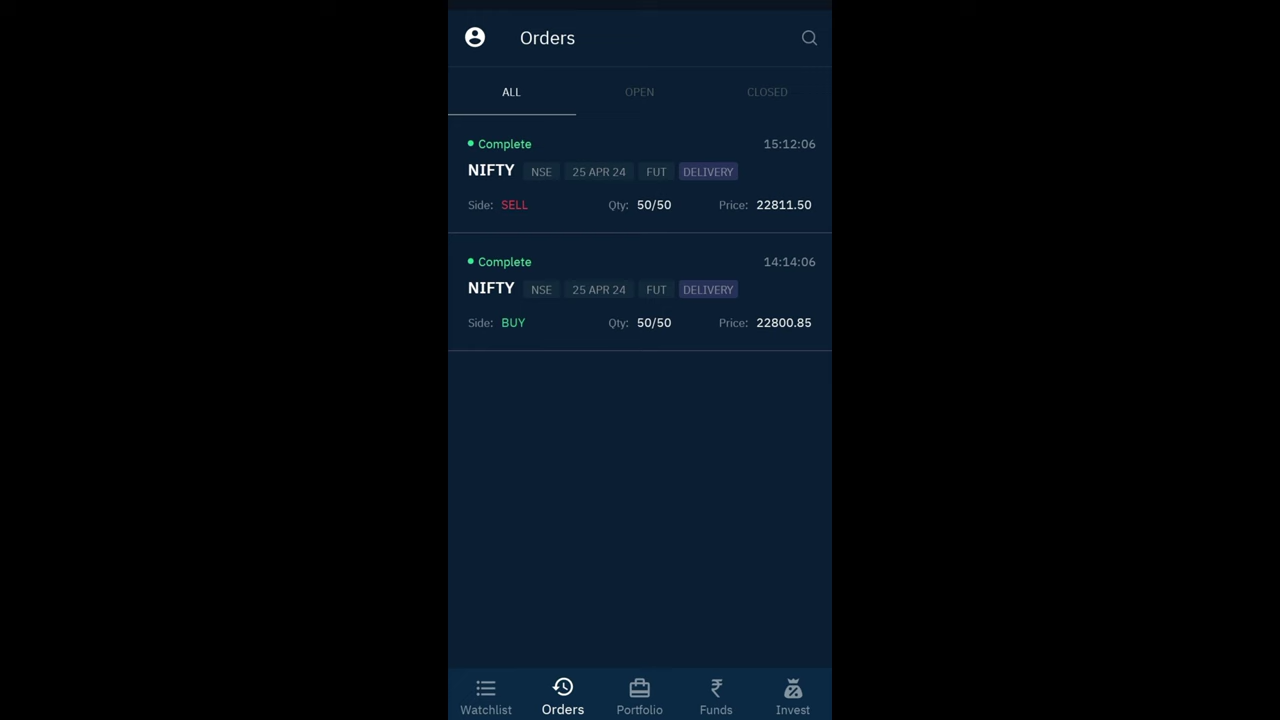 Orders
ALL OPEN CLOSED
Complete 15:12:06
NIFTY NSE 25 APR 24 FUT DELIVERY
Side: SELL Qty: 50/50 Price: 22811.50
Complete 14:14:06
NIFTY NSE 25 APR 24 FUT DELIVERY
Side: BUY Qty: 50/50 Price: 22800.85
Watchlist Orders Portfolio Funds Invest